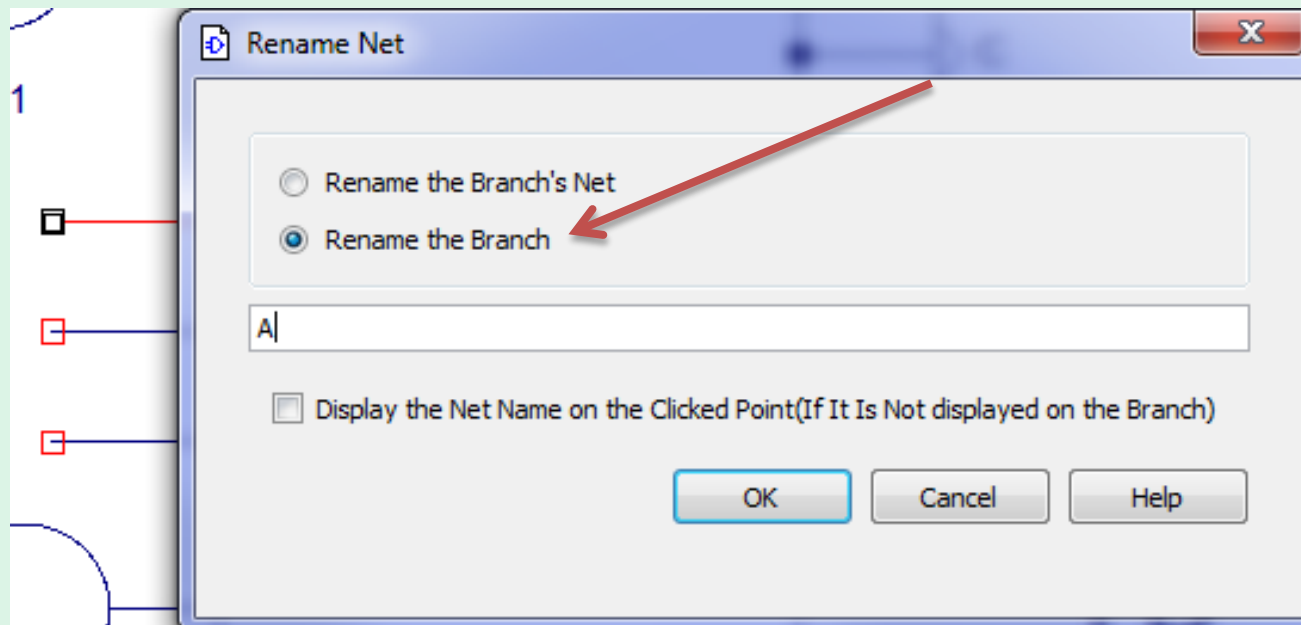 Rename Net
1
Rename the Branch's Net
Rename the Branch
A
Display the Net Name on the Clicked Point(If It Is Not displayed on the Branch)
OK
Cancel
Help